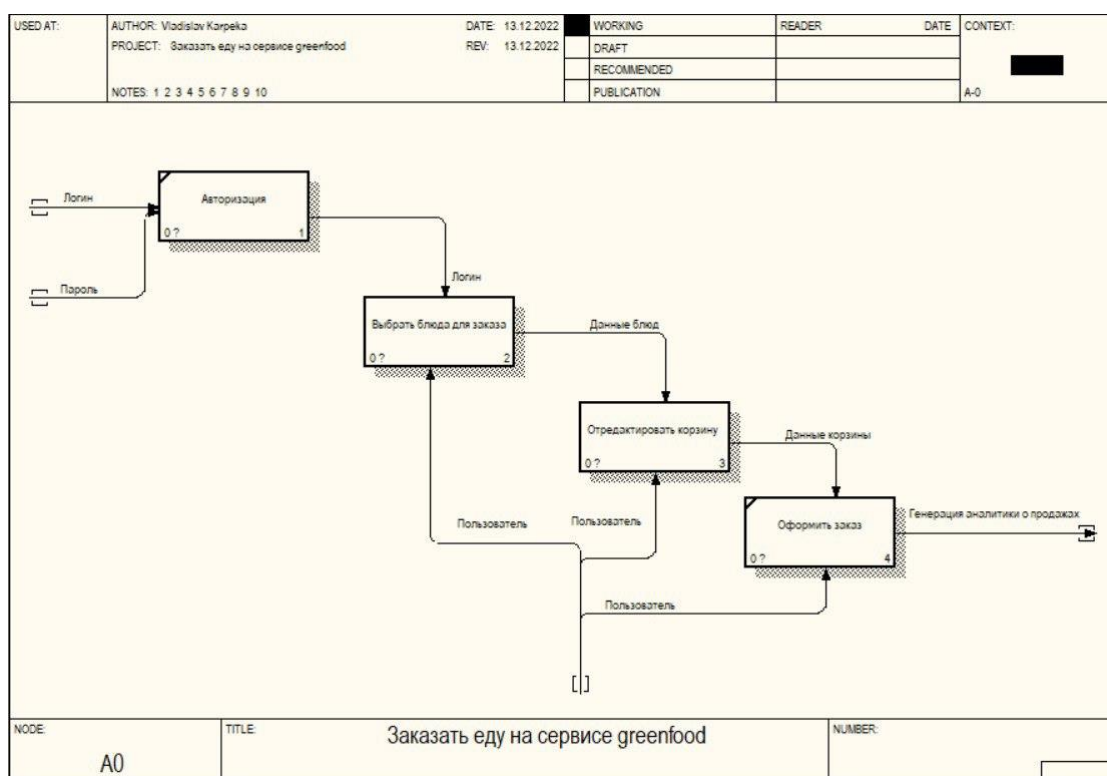 USED AT:
AUTHOR: Vladislav Karpeka
DATE: 13.12.2022
WORKING
READER
DATE
CONTEXT:
PROJECT: Заказать еду на сервисе greenfood
REV: 13.12.2022
DRAFT
RECOMMENDED
NOTES: 1 2 3 4 5 6 7 8 9 10
PUBLICATION
A-0
Логин
Авторизация
0 ?
1
Пароль
Логин
Выбрать блюда для заказа
0 ?
2
Данные блюд
Отредактировать корзину
0 ?
3
Данные корзины
Пользователь
Пользователь
Оформить заказ
0 ?
4
Генерация аналитики о продажах
Пользователь
NODE:
A0
TITLE:
Заказать еду на сервисе greenfood
NUMBER: